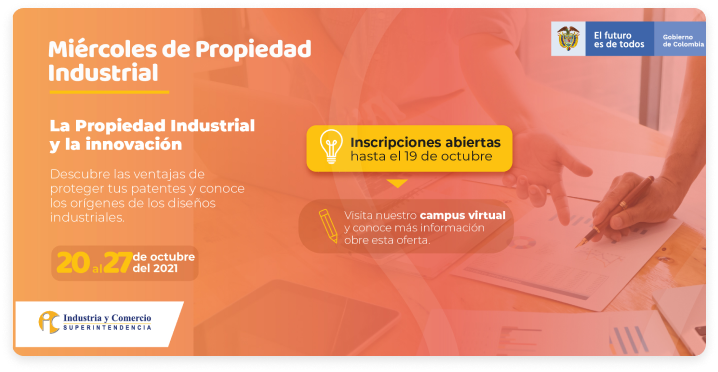 Miércoles de Propiedad
Industrial
El futuro
es de todos
Gobierno
de Colombia
La Propiedad Industrial
y la innovación
Descubre las ventajas de
proteger tus patentes y conoce
los orígenes de los diseños
industriales.
20 al 27 de octubre
del 2021
Inscripciones abiertas
hasta el 19 de octubre
Visita nuestro campus virtual
y conoce más información
obre esta oferta.
Industria y Comercio
SUPERINTENDENCIA